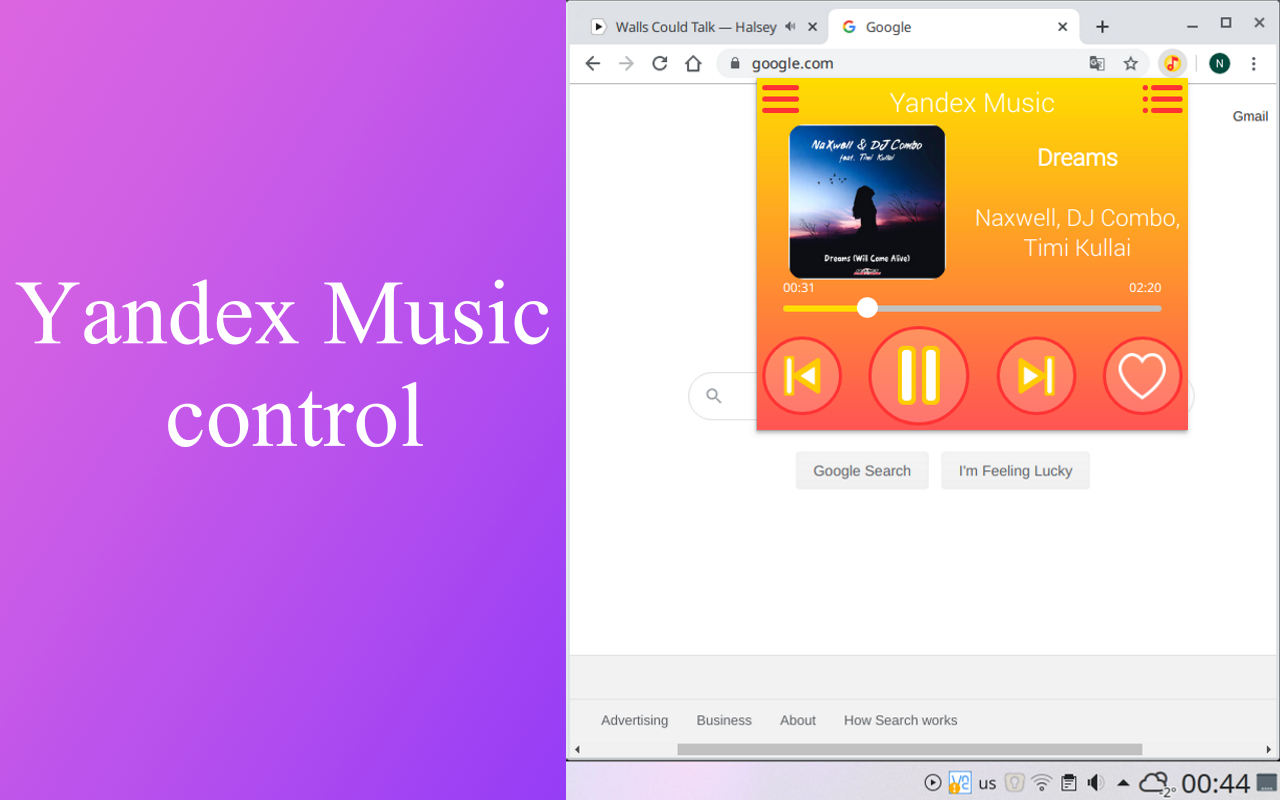 Yandex Music
control
Walls Could Talk — Halsey
Google
google.com
N
Gmail
Yandex Music
NaXwell & DJ Combo
feat. Timi Kullai
Dreams (Will Come Alive)
Dreams
Naxwell, DJ Combo,
Timi Kullai
00:31
02:20
Google Search
I'm Feeling Lucky
Advertising
Business
About
How Search works
us
-2°
00:44